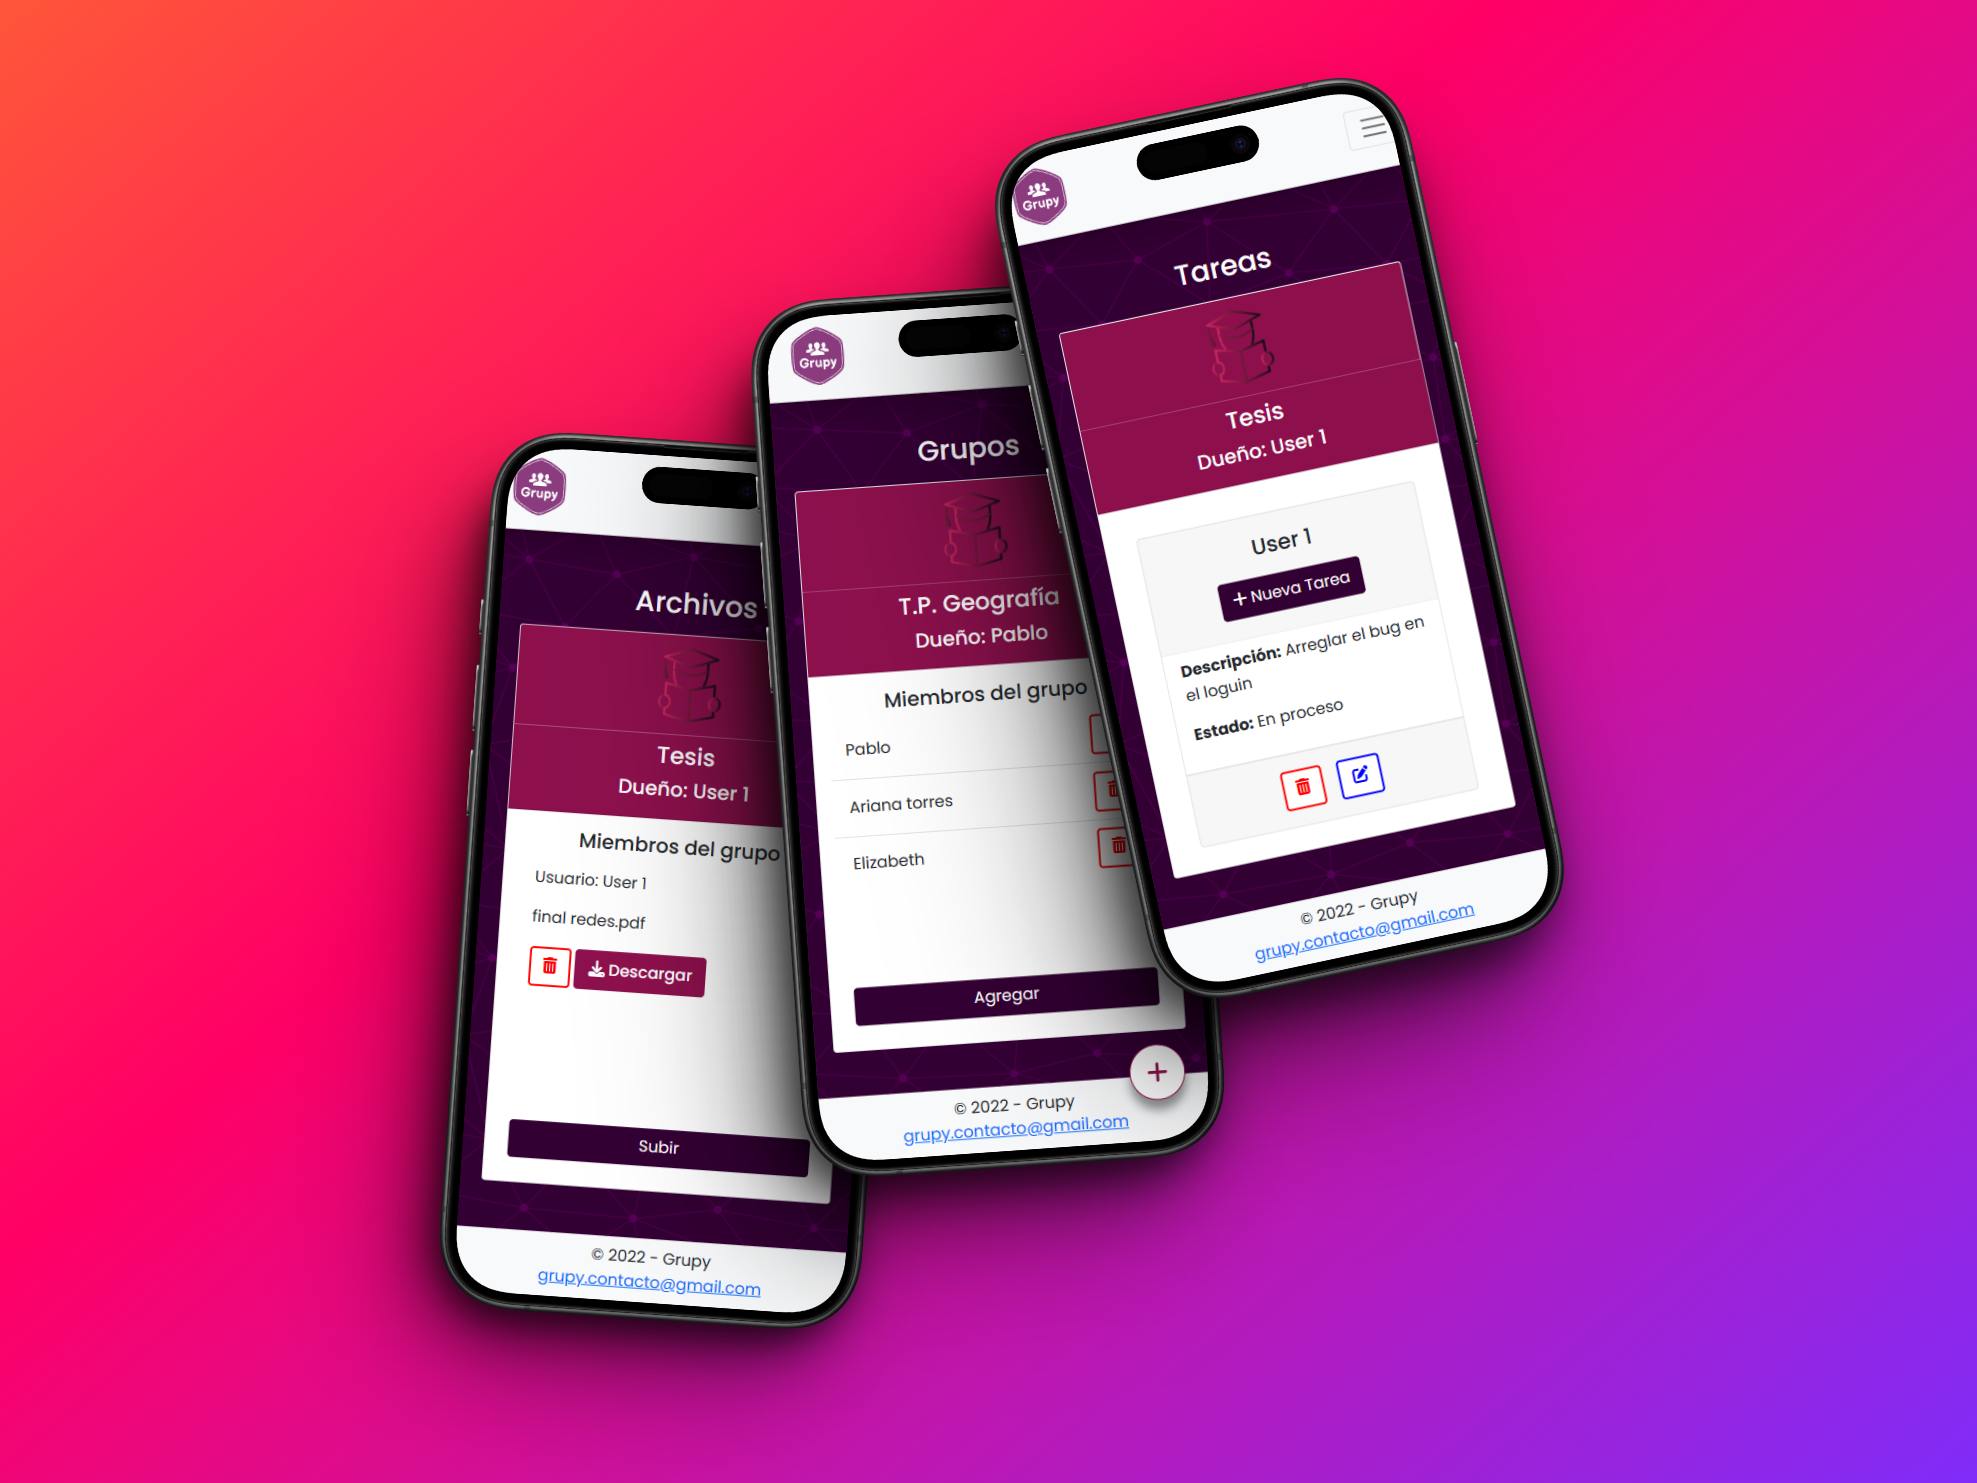 Grupy
Archivos
Tesis
Dueño: User 1
Miembros del grupo
Usuario: User 1
final redes.pdf
Descargar
Subir
© 2022 - Grupy
grupy.contacto@gmail.com
Grupy
Grupos
T.P. Geografía
Dueño: Pablo
Miembros del grupo
Pablo
Ariana torres
Elizabeth
Agregar
+
© 2022 - Grupy
grupy.contacto@gmail.com
Grupy
Tareas
Tesis
Dueño: User 1
User 1
+ Nueva Tarea
Descripción: Arreglar el bug en
el loguin
Estado: En proceso
© 2022 - Grupy
grupy.contacto@gmail.com